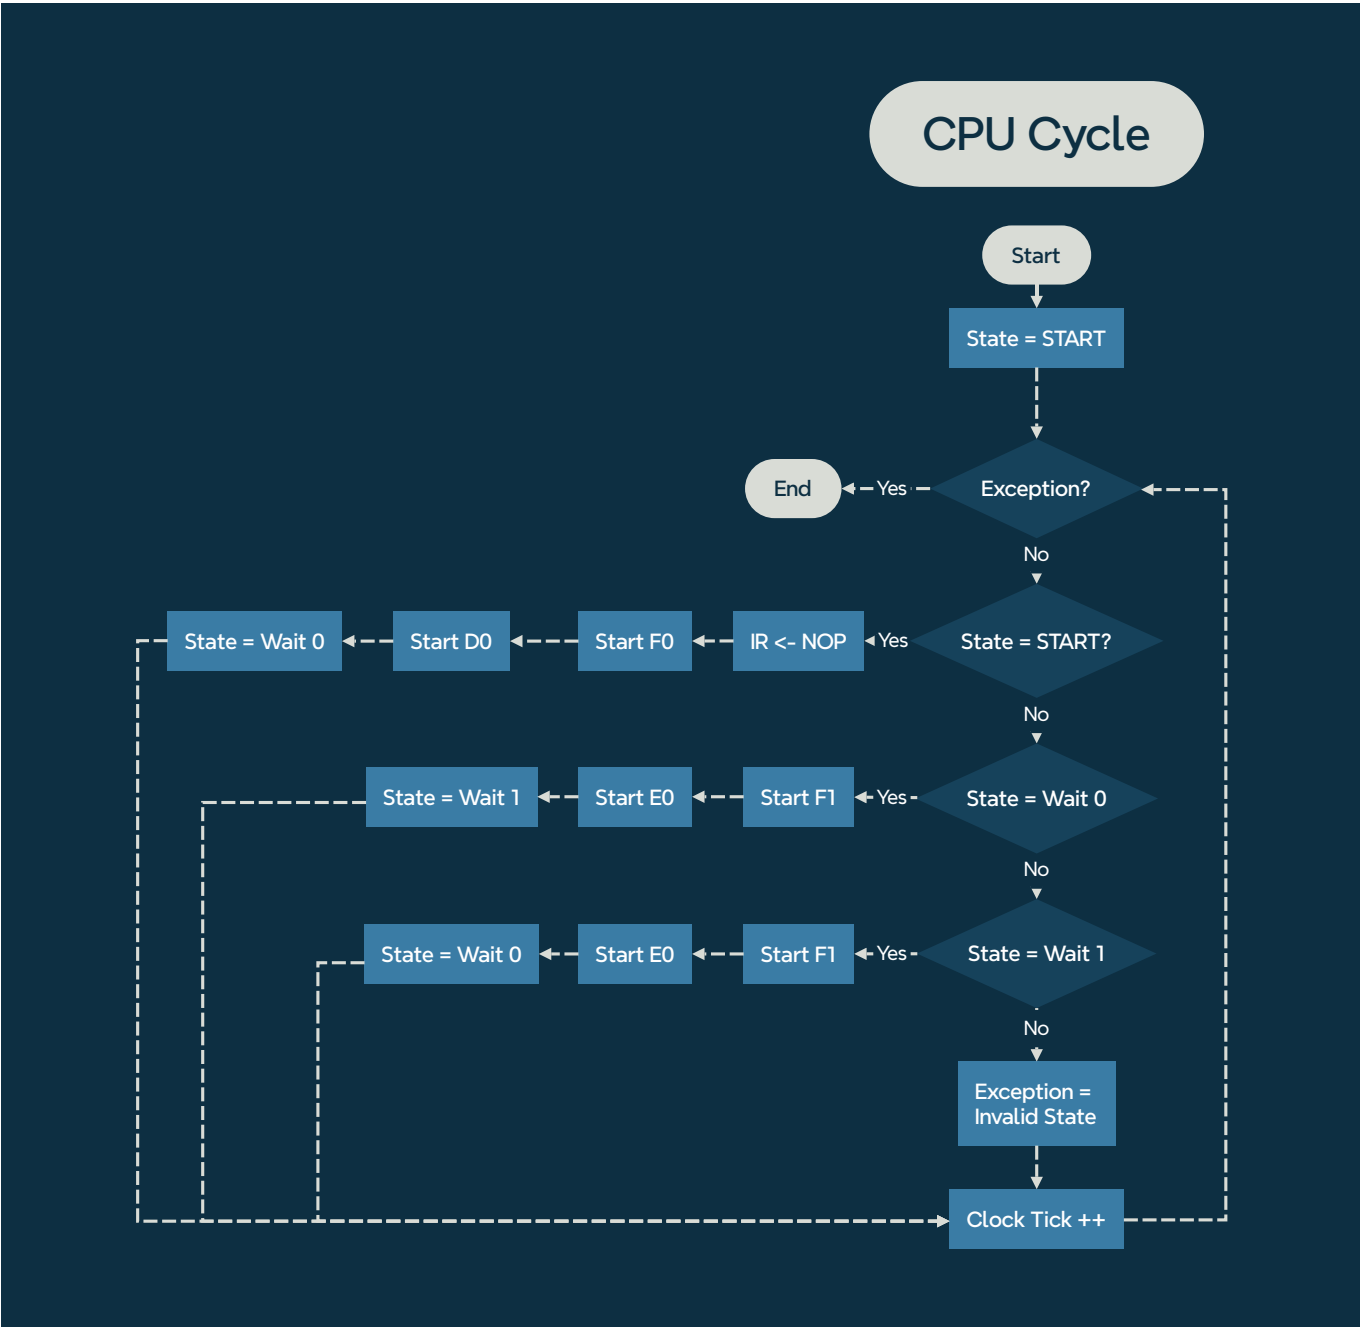 CPU Cycle
Start
State = START
Exception?
Yes
End
No
State = START?
Yes
IR <- NOP
Start F0
Start D0
State = Wait 0
No
State = Wait 0
Yes
Start F1
Start E0
State = Wait 1
No
State = Wait 1
Yes
Start F1
Start E0
State = Wait 0
No
Exception =
Invalid State
Clock Tick ++